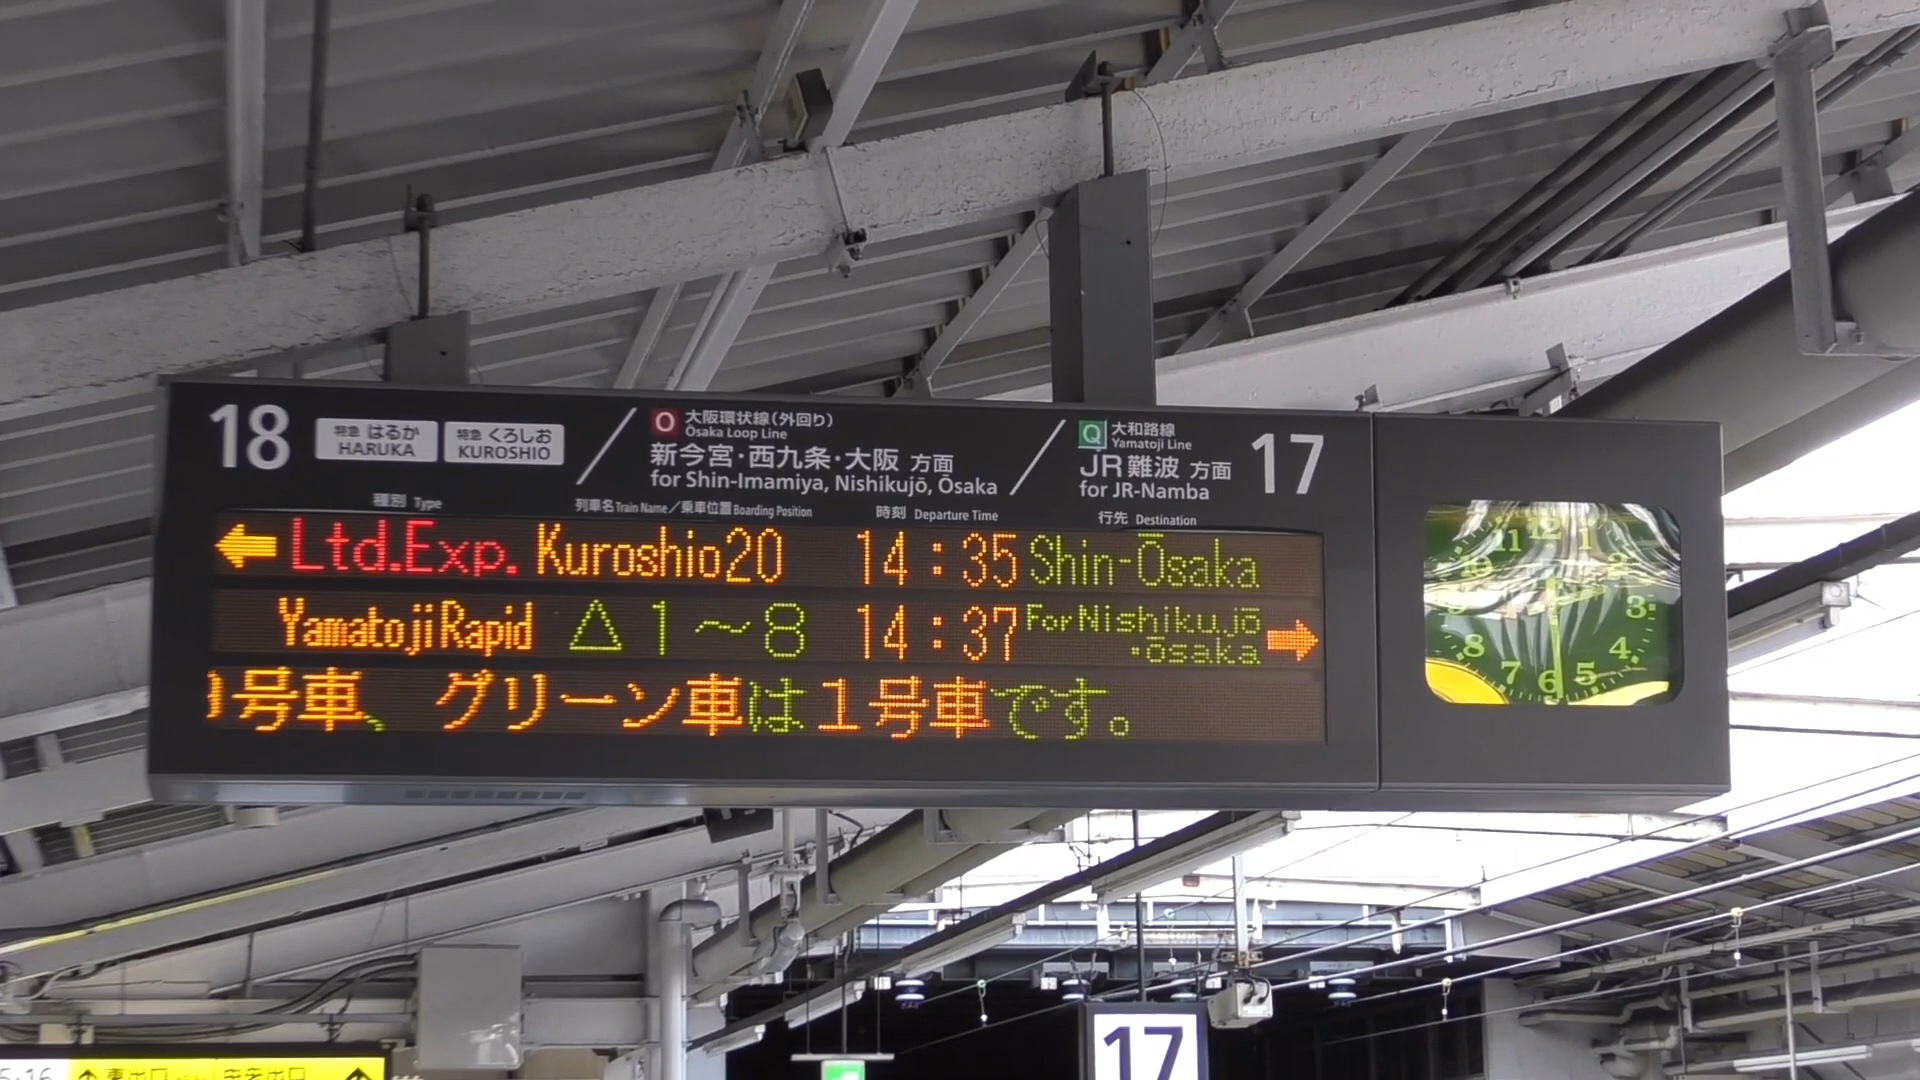 18 特急 はるか 特急 くろしお
HARUKA KUROSHIO
O 大阪環状線(外回り)
Ōsaka Loop Line
新今宮・西九条・大阪 方面
for Shin-Imamiya, Nishikujō, Ōsaka
Q 大和路線
Yamatoji Line
JR難波 方面
for JR-Namba
17
種別 Type 列車名 Train Name/乗車位置 Boarding Position 時刻 Departure Time 行先 Destination
← Ltd.Exp. Kuroshio20 14:35 Shin-Ōsaka
Yamatoji Rapid △1～8 14:37 For Nishikujō
・Ōsaka →
号車、 グリーン車は1号車です。
11 12 1
10 2
9 3
8 4
7 6 5
17